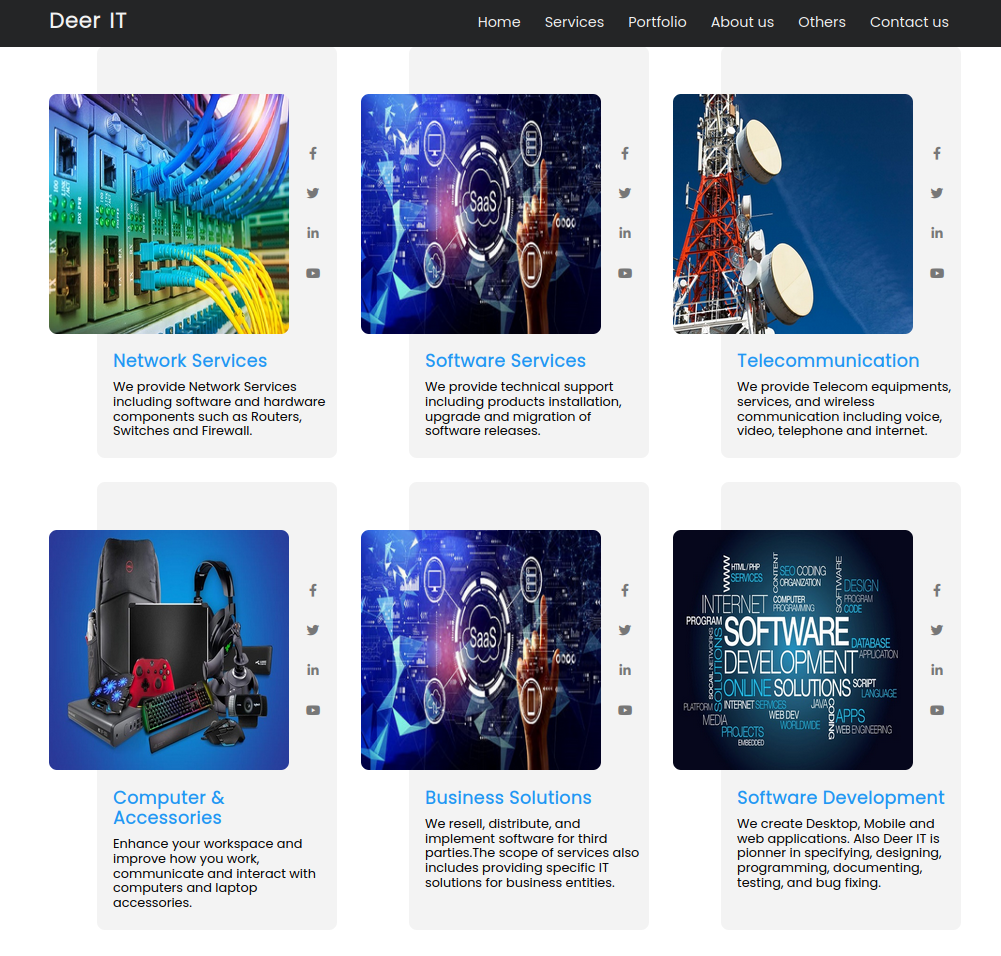 Deer IT
Home Services Portfolio About us Others Contact us
SaaS
Network Services
We provide Network Services
including software and hardware
components such as Routers,
Switches and Firewall.
Software Services
We provide technical support
including products installation,
upgrade and migration of
software releases.
Telecommunication
We provide Telecom equipments,
services, and wireless
communication including voice,
video, telephone and internet.
Computer &
Accessories
Enhance your workspace and
improve how you work,
communicate and interact with
computers and laptop
accessories.
SaaS
Business Solutions
We resell, distribute, and
implement software for third
parties.The scope of services also
includes providing specific IT
solutions for business entities.
WWW
HTML / PHP
SERVICES
CONTENT
SEO CODING
ORGANIZATION
SOFTWARE
DESIGN
PROGRAM
CODE
INTERNET
COMPUTER
PROGRAMMING
PROGRAM
SOFTWARE
DATABASE
APPLICATION
SOCAIL NETWORKS
SOLUTIONS
DEVELOPMENT
ONLINE SOLUTIONS
SCRIPT
LANGUAGE
PLATFORM
INTERNET SERVICES
JAVA
CODING
MEDIA
WEB DEV
WORLDWIDE
APPS
WEB ENGINEERING
PROJECTS
EMBEDDED
Software Development
We create Desktop, Mobile and
web applications. Also Deer IT is
pionner in specifying, designing,
programming, documenting,
testing, and bug fixing.